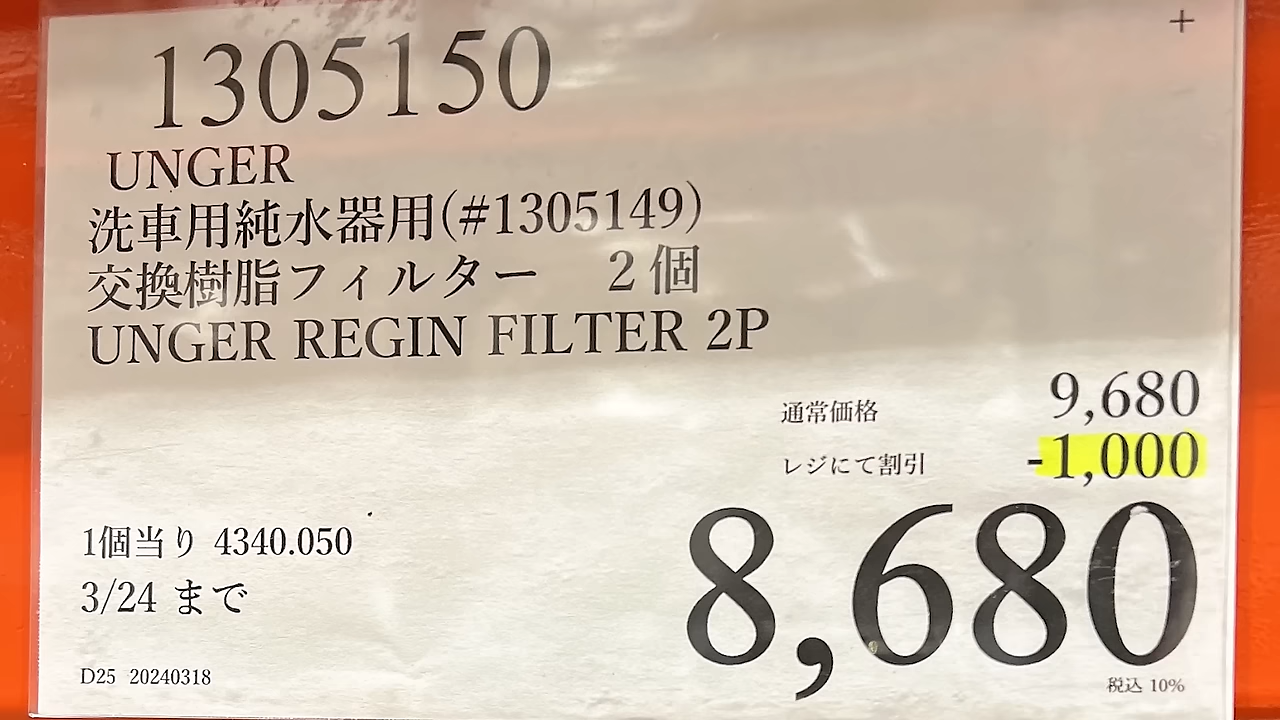 +
1305150
UNGER
洗車用純水器用(#1305149)
交換樹脂フィルター　２個
UNGER REGIN FILTER 2P
通常価格 9,680
レジにて割引 -1,000
8,680
1個当り 4340.050
3/24 まで
D25 20240318
税込 10%